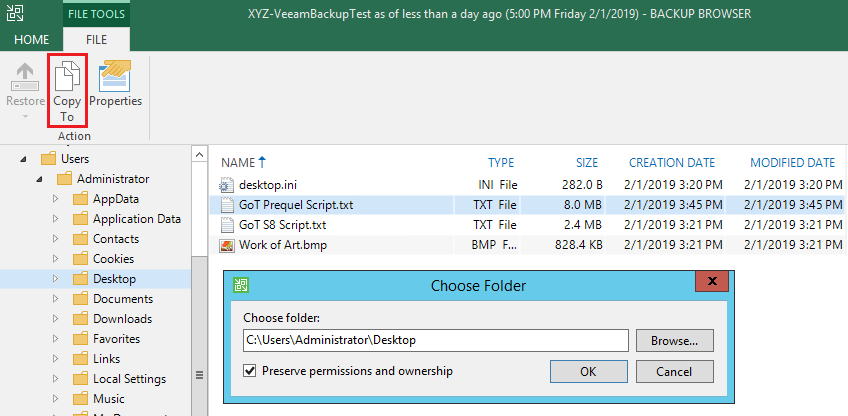 XYZ-VeeamBackupTest as of less than a day ago (5:00 PM Friday 2/1/2019) - BACKUP BROWSER
FILE TOOLS
HOME FILE
Restore Copy To Properties
Action
Users
Administrator
AppData
Application Data
Contacts
Cookies
Desktop
Documents
Downloads
Favorites
Links
Local Settings
Music
NAME TYPE SIZE CREATION DATE MODIFIED DATE
desktop.ini INI File 282.0 B 2/1/2019 3:20 PM 2/1/2019 3:20 PM
GoT Prequel Script.txt TXT File 8.0 MB 2/1/2019 3:45 PM 2/1/2019 3:45 PM
GoT S8 Script.txt TXT File 2.4 MB 2/1/2019 3:21 PM 2/1/2019 3:21 PM
Work of Art.bmp BMP F... 828.4 KB 2/1/2019 3:21 PM 2/1/2019 3:21 PM
Choose Folder
Choose folder:
C:\Users\Administrator\Desktop
Browse...
Preserve permissions and ownership
OK Cancel